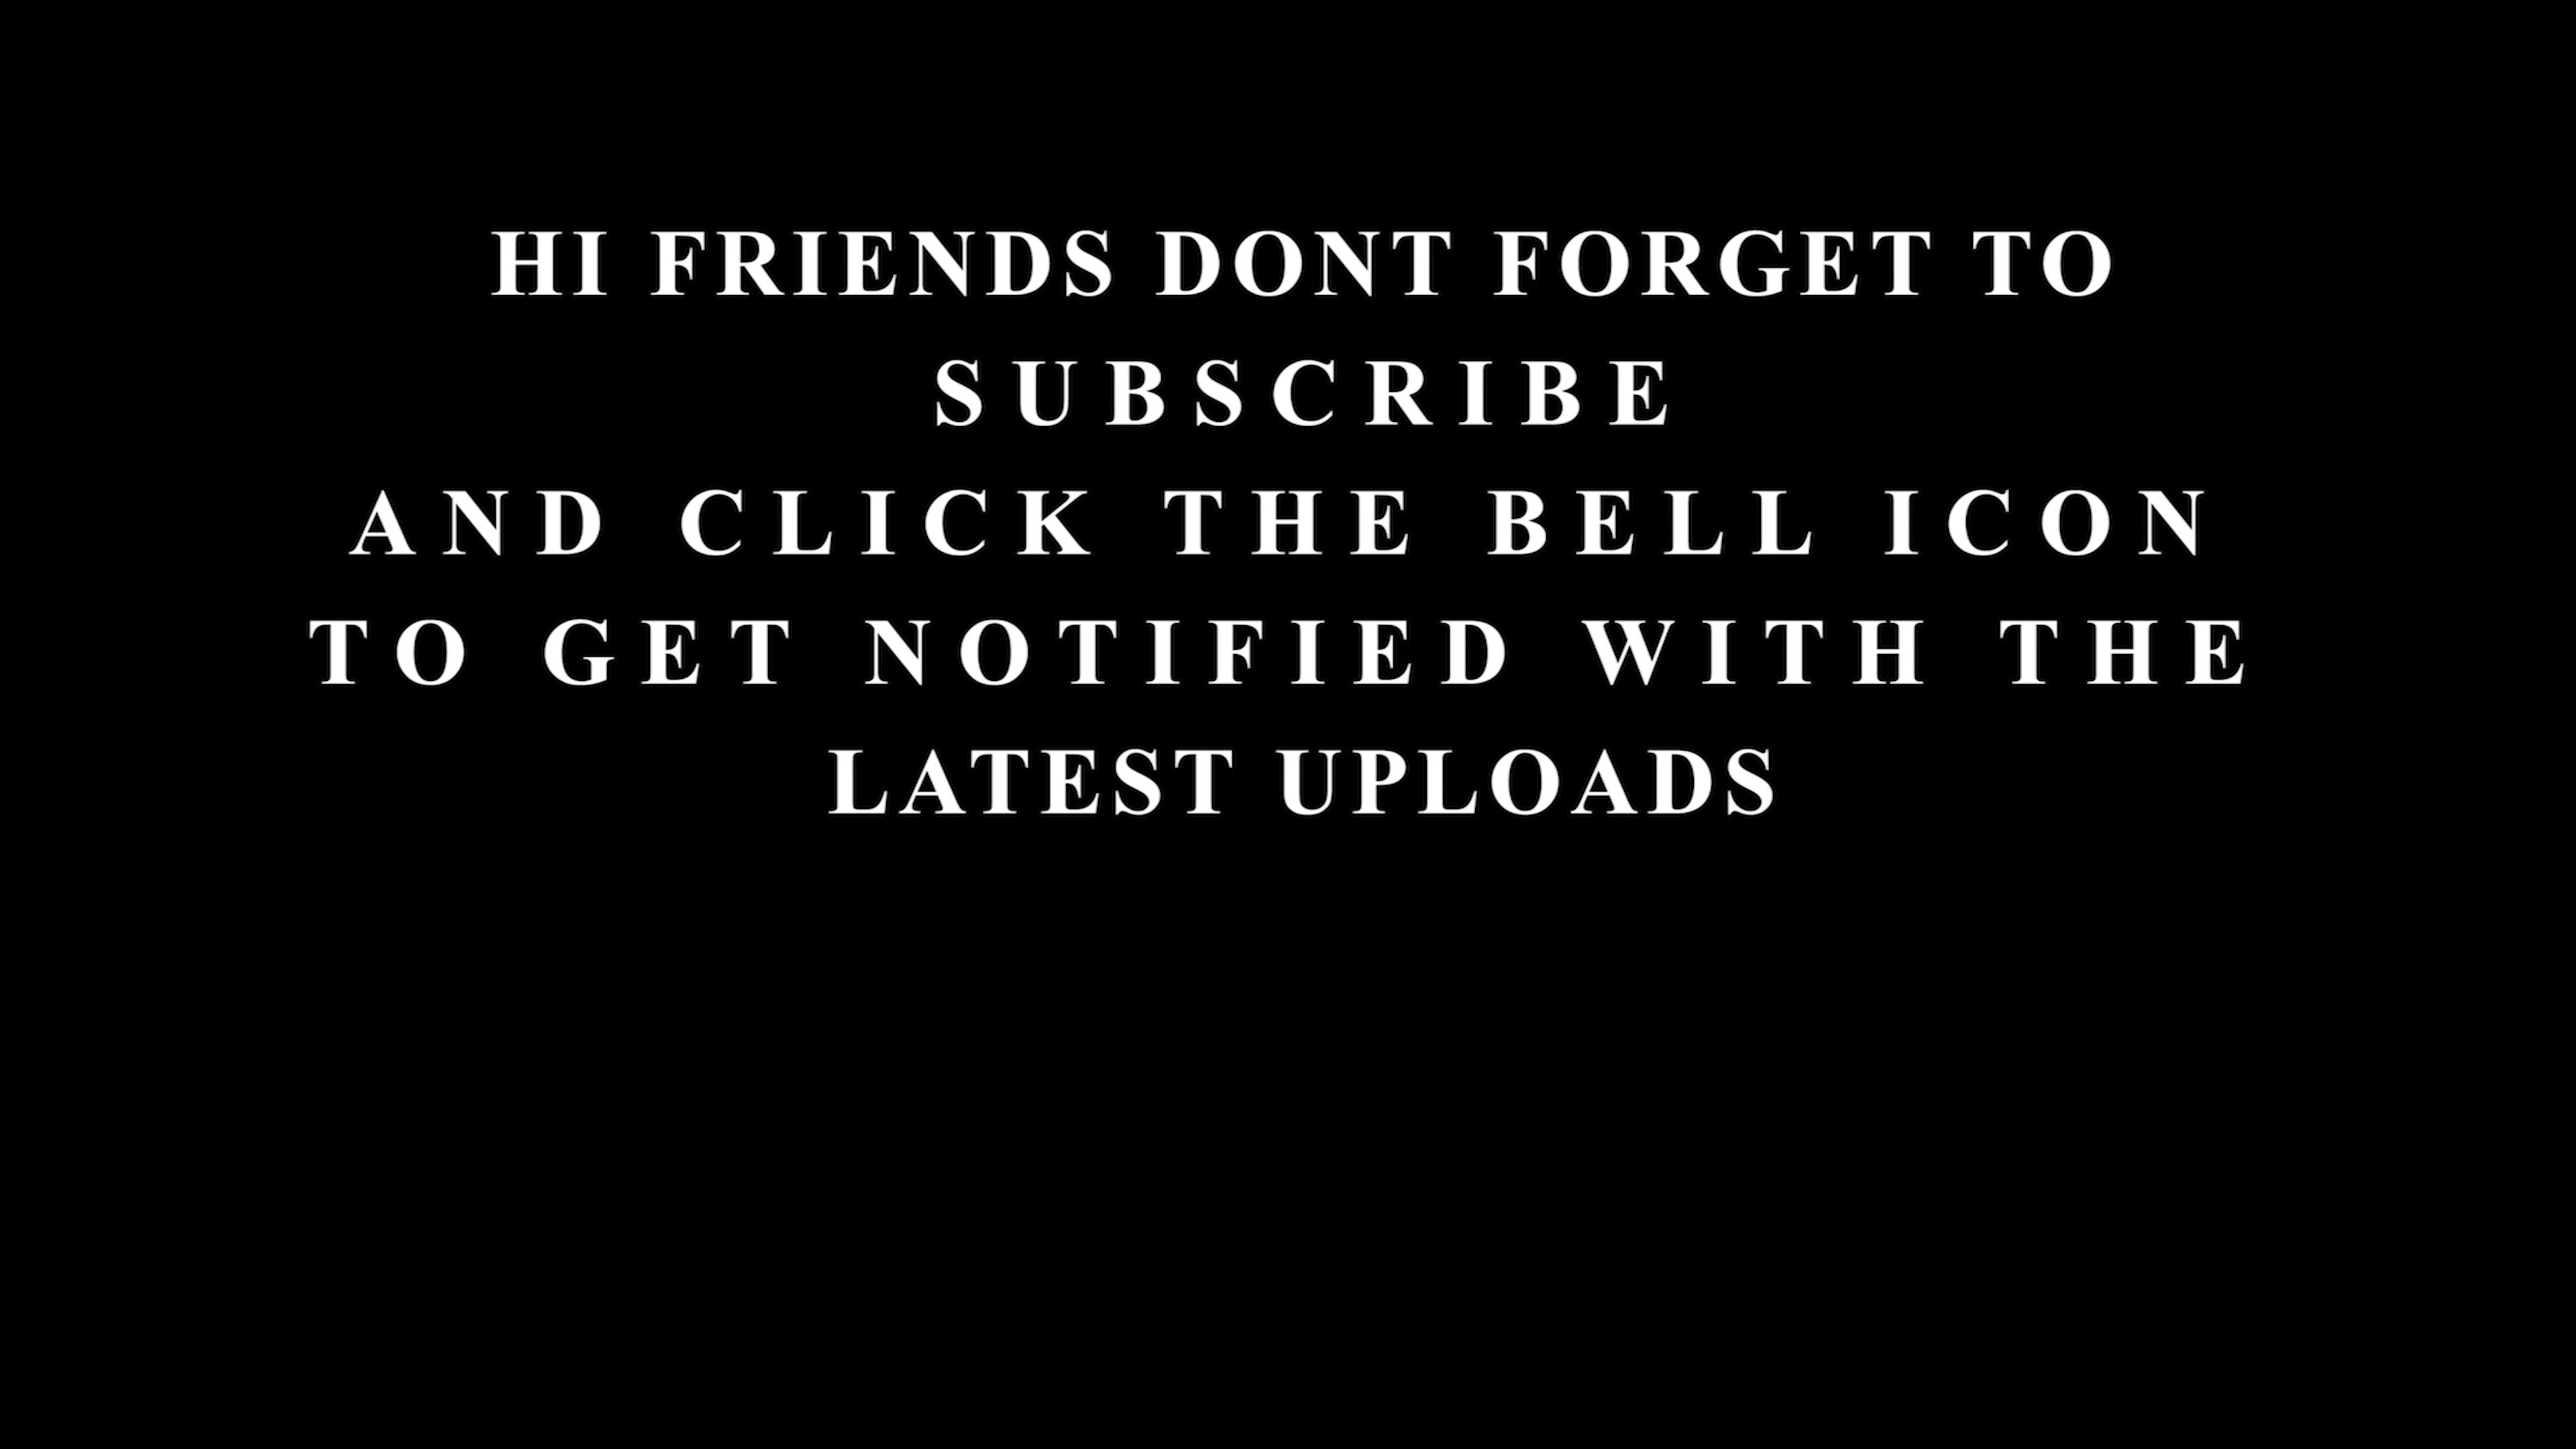 HI FRIENDS DONT FORGET TO
SUBSCRIBE
AND CLICK THE BELL ICON
TO GET NOTIFIED WITH THE
LATEST UPLOADS